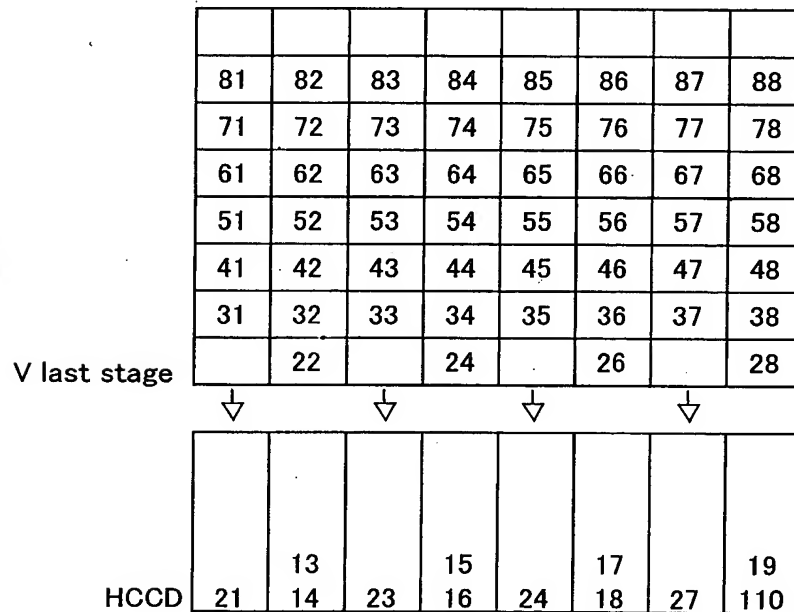 81 82 83 84 85 86 87 88
71 72 73 74 75 76 77 78
61 62 63 64 65 66 67 68
51 52 53 54 55 56 57 58
41 42 43 44 45 46 47 48
31 32 33 34 35 36 37 38
V last stage 22 24 26 28
13 15 17 19
HCCD 21 14 23 16 24 18 27 110